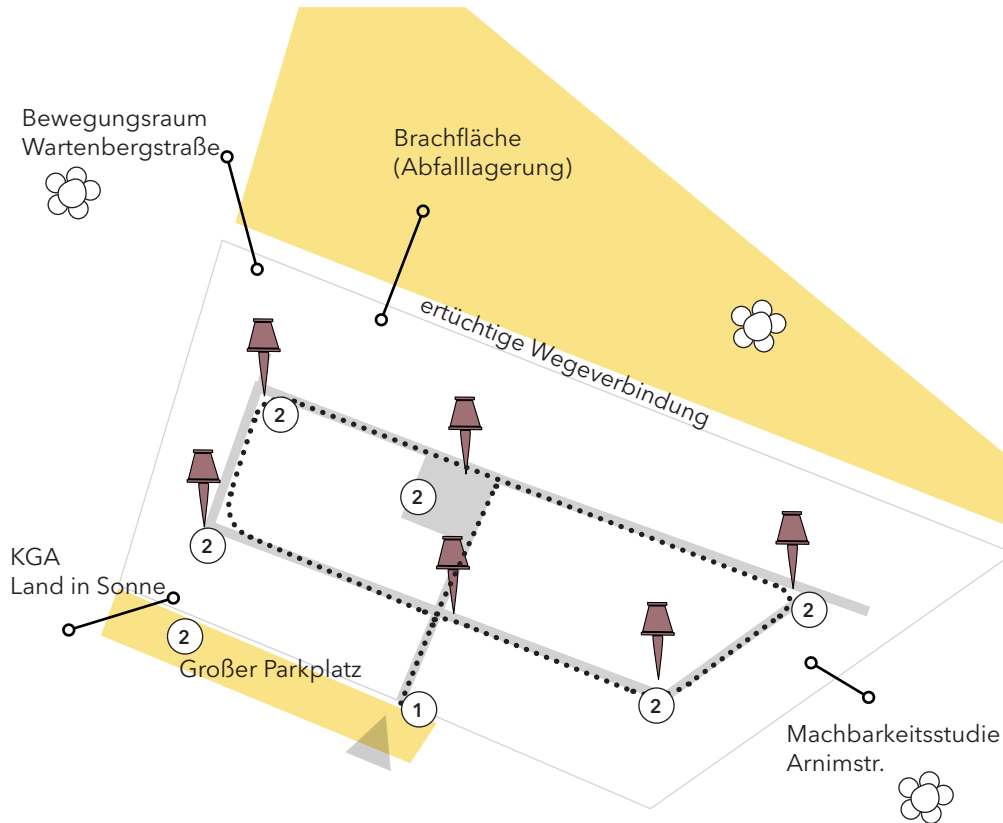 Bewegungsraum
Wartenbergstraße
Brachfläche
(Abfalllagerung)
ertüchtige Wegeverbindung
2
2
2
2
KGA
Land in Sonne
2
2
2
Großer Parkplatz
1
Machbarkeitsstudie
Arnimstr.